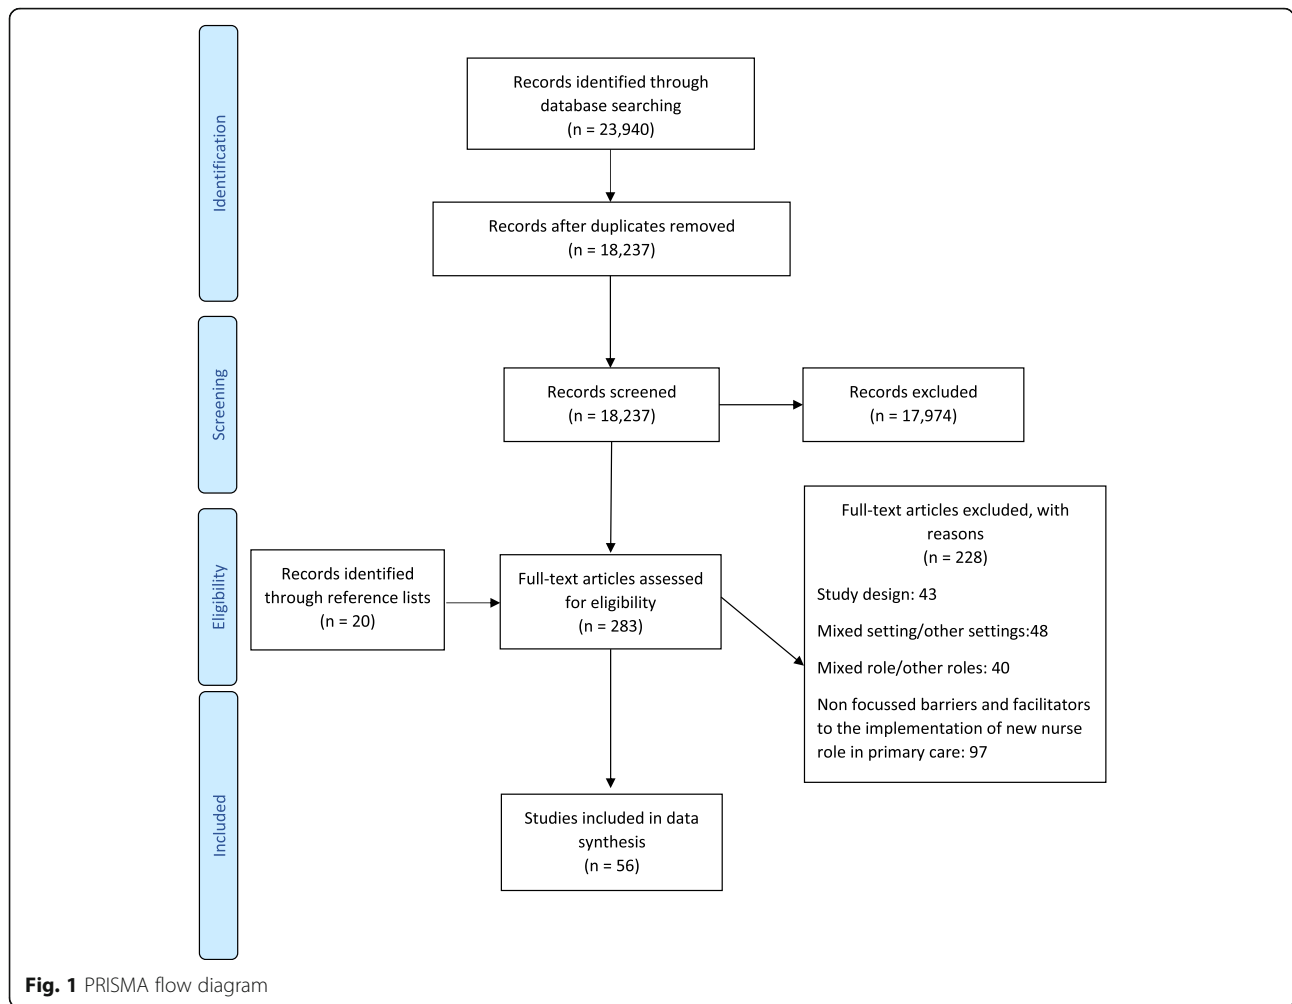 Identification
Records identified through
database searching
(n = 23,940)
Records after duplicates removed
(n = 18,237)
Screening
Records screened
(n = 18,237)
Records excluded
(n = 17,974)
Eligibility
Records identified
through reference lists
(n = 20)
Full-text articles assessed
for eligibility
(n = 283)
Full-text articles excluded, with
reasons
(n = 228)
Study design: 43
Mixed setting/other settings:48
Mixed role/other roles: 40
Non focussed barriers and facilitators
to the implementation of new nurse
role in primary care: 97
Included
Studies included in data
synthesis
(n = 56)
Fig. 1 PRISMA flow diagram